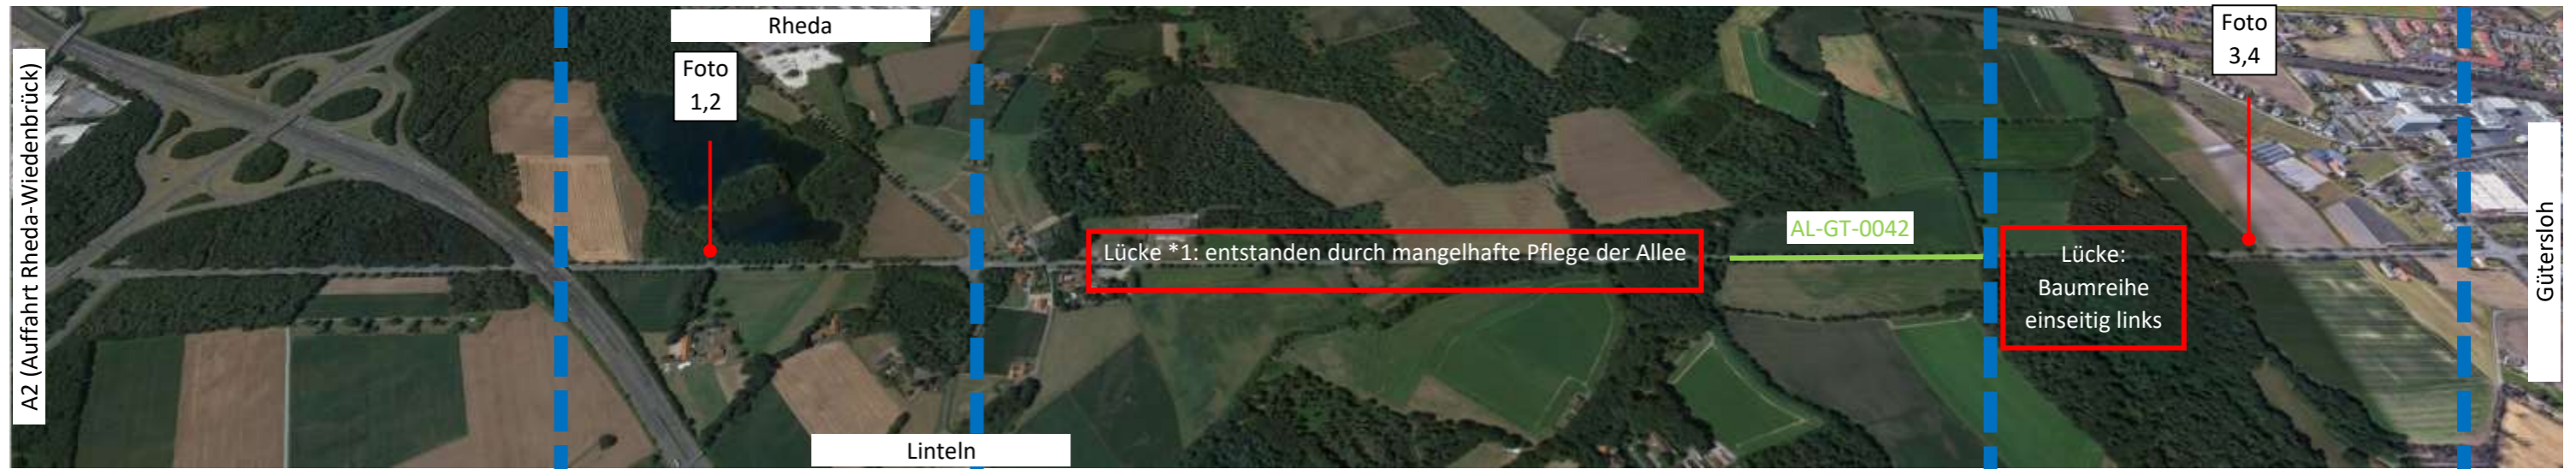 A2 (Auffahrt Rheda-Wiedenbrück)
Rheda
Foto
1,2
Linteln
Lücke *1: entstanden durch mangelhafte Pflege der Allee
AL-GT-0042
Lücke:
Baumreihe
einseitig links
Foto
3,4
Gütersloh